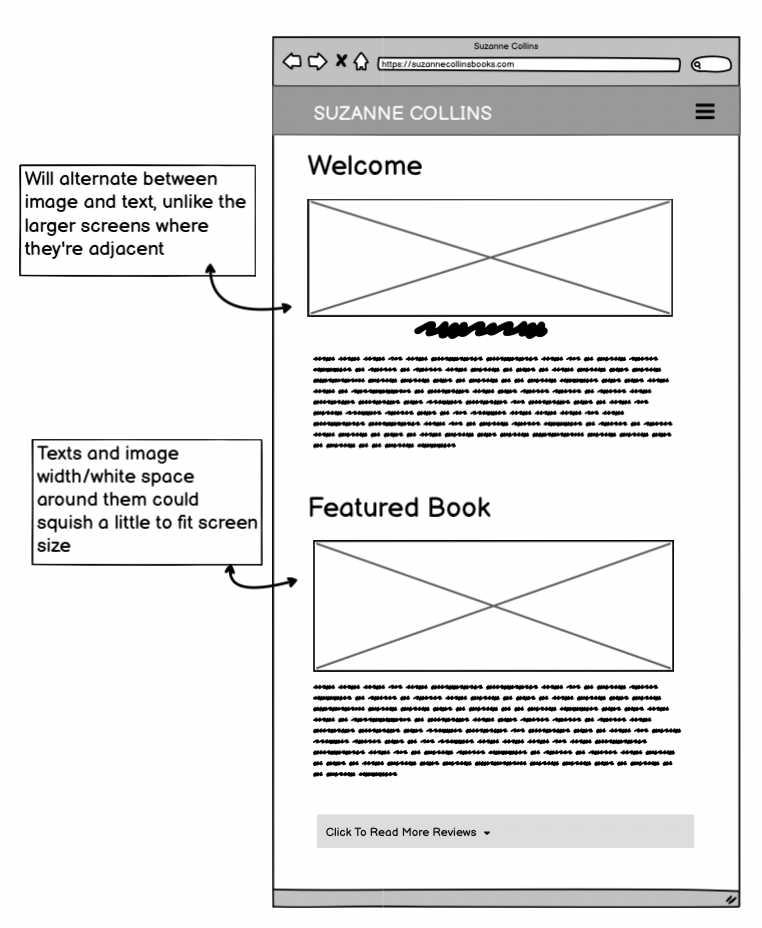 Suzanne Collins
https://suzannecollinsbooks.com
SUZANNE COLLINS
Welcome
Will alternate between
image and text, unlike the
larger screens where
they're adjacent
Texts and image
width/white space
around them could
squish a little to fit screen
size
Featured Book
Click To Read More Reviews